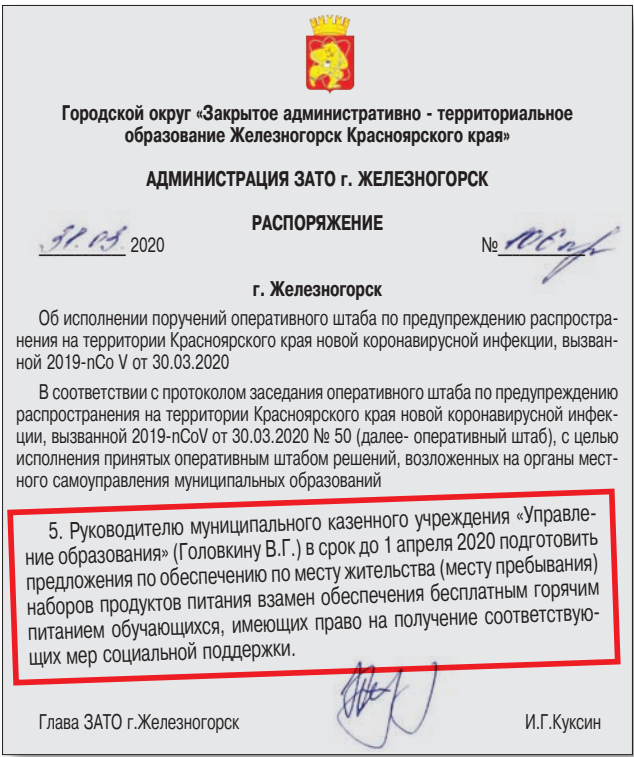 Городской округ «Закрытое административно - территориальное
образование Железногорск Красноярского края»
АДМИНИСТРАЦИЯ ЗАТО г. ЖЕЛЕЗНОГОРСК
РАСПОРЯЖЕНИЕ
31.03. 2020 № 106пр
г. Железногорск
Об исполнении поручений оперативного штаба по предупреждению распростра-
нения на территории Красноярского края новой коронавирусной инфекции, вызван-
ной 2019-nCo V от 30.03.2020
В соответствии с протоколом заседания оперативного штаба по предупреждению
распространения на территории Красноярского края новой коронавирусной инфек-
ции, вызванной 2019-nCoV от 30.03.2020 № 50 (далее- оперативный штаб), с целью
исполнения принятых оперативным штабом решений, возложенных на органы мест-
ного самоуправления муниципальных образований
5. Руководителю муниципального казенного учреждения «Управле-
ние образования» (Головкину В.Г.) в срок до 1 апреля 2020 подготовить
предложения по обеспечению по месту жительства (месту пребывания)
наборов продуктов питания взамен обеспечения бесплатным горячим
питанием обучающихся, имеющих право на получение соответствую-
щих мер социальной поддержки.
Глава ЗАТО г.Железногорск И.Г.Куксин